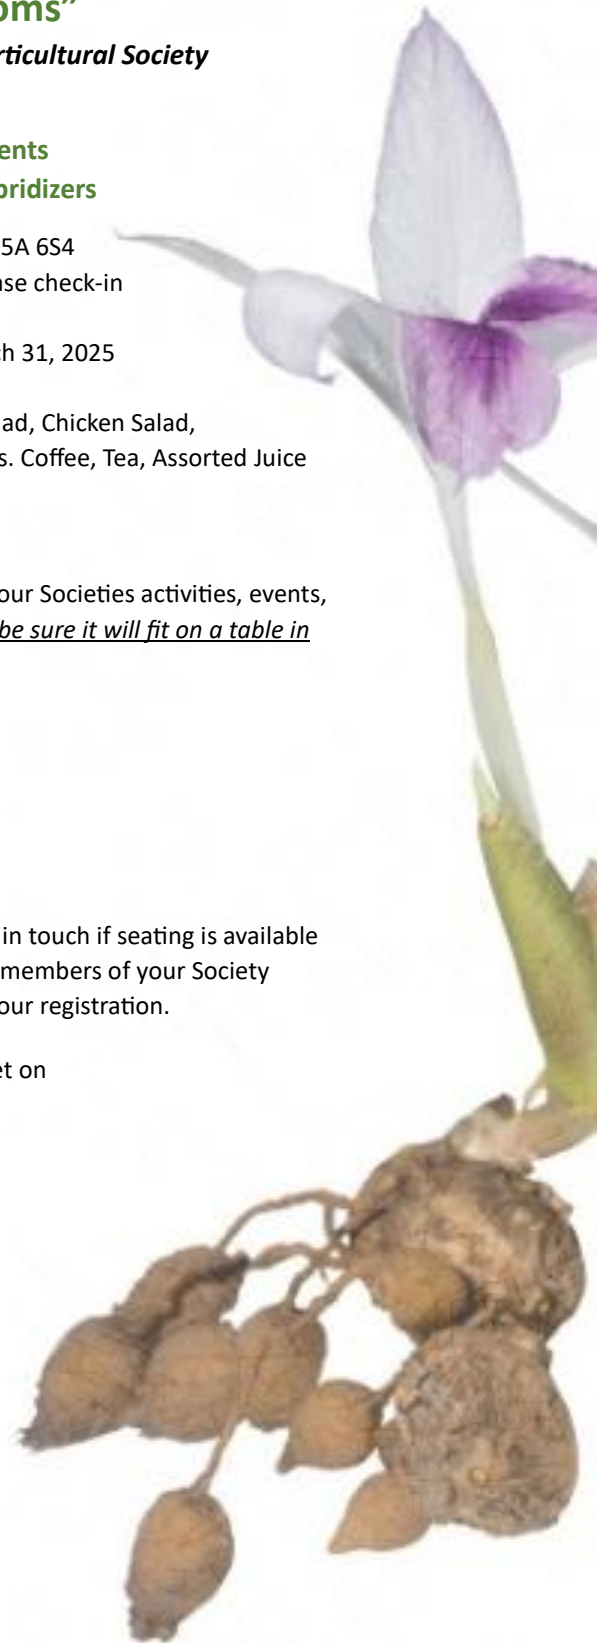 oms”
rticultural Society
ents
bridizers
5A 6S4
ase check-in
ch 31, 2025
ad, Chicken Salad,
s. Coffee, Tea, Assorted Juice
our Societies activities, events,
be sure it will fit on a table in
in touch if seating is available
members of your Society
our registration.
et on